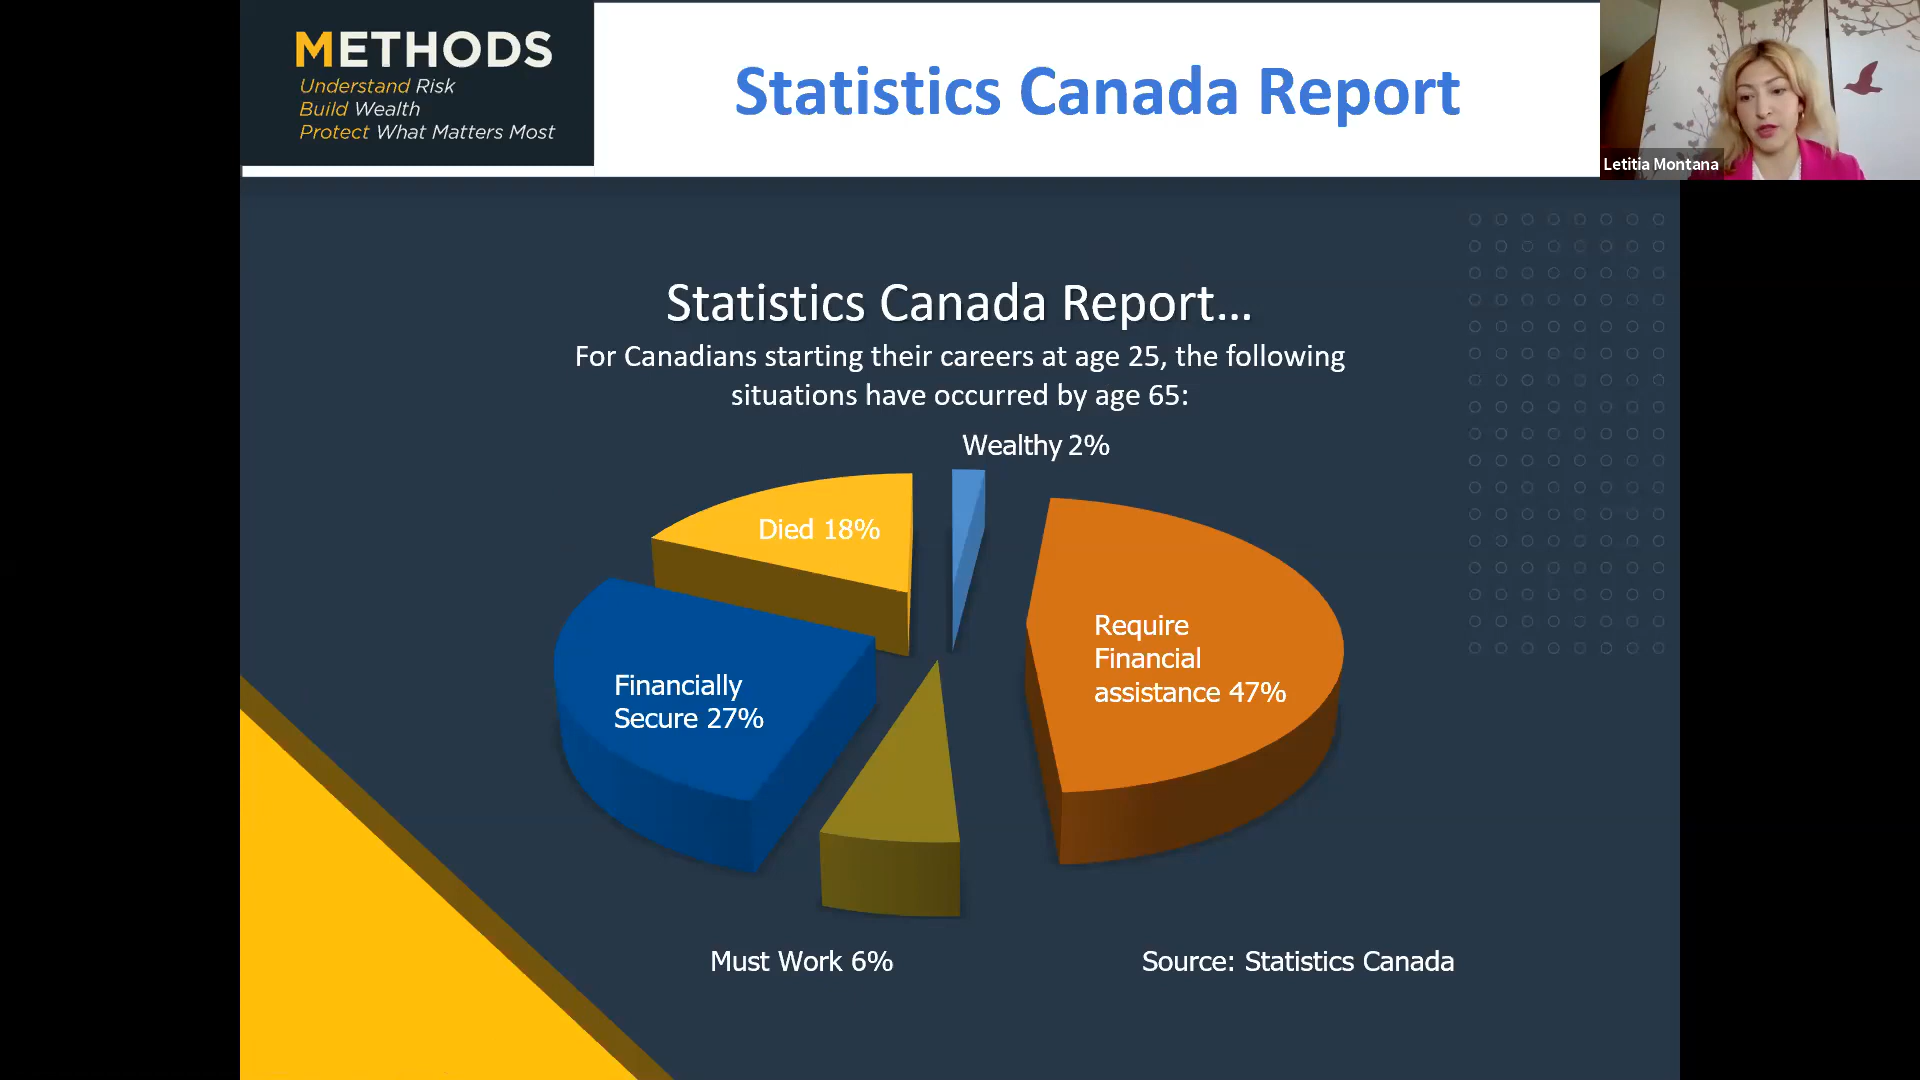 METHODS
Understand Risk
Build Wealth
Protect What Matters Most
Statistics Canada Report
Letitia Montana
Statistics Canada Report...
For Canadians starting their careers at age 25, the following
situations have occurred by age 65:
Wealthy 2%
Died 18%
Require
Financial
assistance 47%
Financially
Secure 27%
Must Work 6%
Source: Statistics Canada